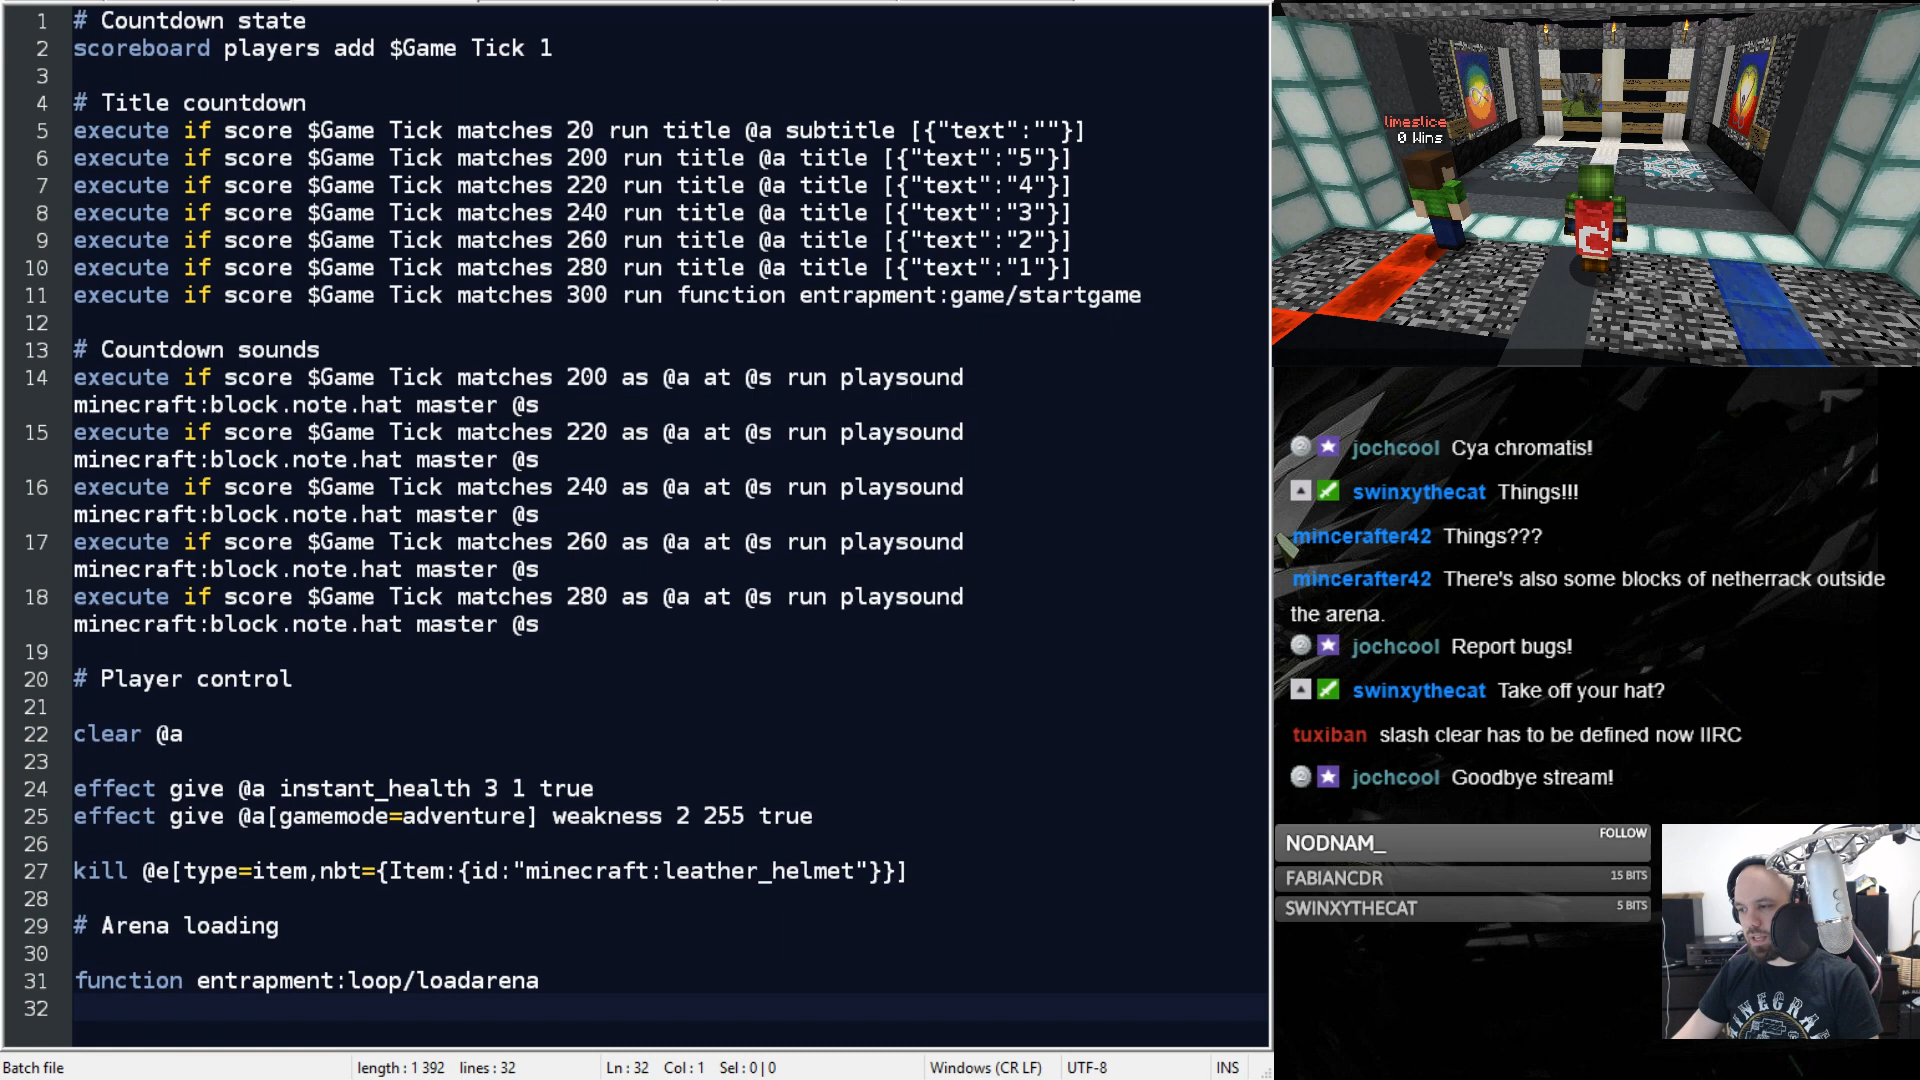 1 # Countdown state
2 scoreboard players add $Game Tick 1
3
4 # Title countdown
5 execute if score $Game Tick matches 20 run title @a subtitle [{"text":""}]
6 execute if score $Game Tick matches 200 run title @a title [{"text":"5"}]
7 execute if score $Game Tick matches 220 run title @a title [{"text":"4"}]
8 execute if score $Game Tick matches 240 run title @a title [{"text":"3"}]
9 execute if score $Game Tick matches 260 run title @a title [{"text":"2"}]
10 execute if score $Game Tick matches 280 run title @a title [{"text":"1"}]
11 execute if score $Game Tick matches 300 run function entrapment:game/startgame
12
13 # Countdown sounds
14 execute if score $Game Tick matches 200 as @a at @s run playsound
minecraft:block.note.hat master @s
15 execute if score $Game Tick matches 220 as @a at @s run playsound
minecraft:block.note.hat master @s
16 execute if score $Game Tick matches 240 as @a at @s run playsound
minecraft:block.note.hat master @s
17 execute if score $Game Tick matches 260 as @a at @s run playsound
minecraft:block.note.hat master @s
18 execute if score $Game Tick matches 280 as @a at @s run playsound
minecraft:block.note.hat master @s
19
20 # Player control
21
22 clear @a
23
24 effect give @a instant_health 3 1 true
25 effect give @a[gamemode=adventure] weakness 2 255 true
26
27 kill @e[type=item,nbt={Item:{id:"minecraft:leather_helmet"}}]
28
29 # Arena loading
30
31 function entrapment:loop/loadarena
32
Batch file length : 1 392 lines : 32 Ln : 32 Col : 1 Sel : 0 | 0 Windows (CR LF) UTF-8 INS
limeslice
0 Wins
jochcool Cya chromatis!
swinxythecat Things!!!
mincerafter42 Things???
mincerafter42 There's also some blocks of netherrack outside
the arena.
jochcool Report bugs!
swinxythecat Take off your hat?
tuxiban slash clear has to be defined now IIRC
jochcool Goodbye stream!
NODNAM_ FOLLOW
FABIANCDR 15 BITS
SWINXYTHECAT 5 BITS
MINECRAFT